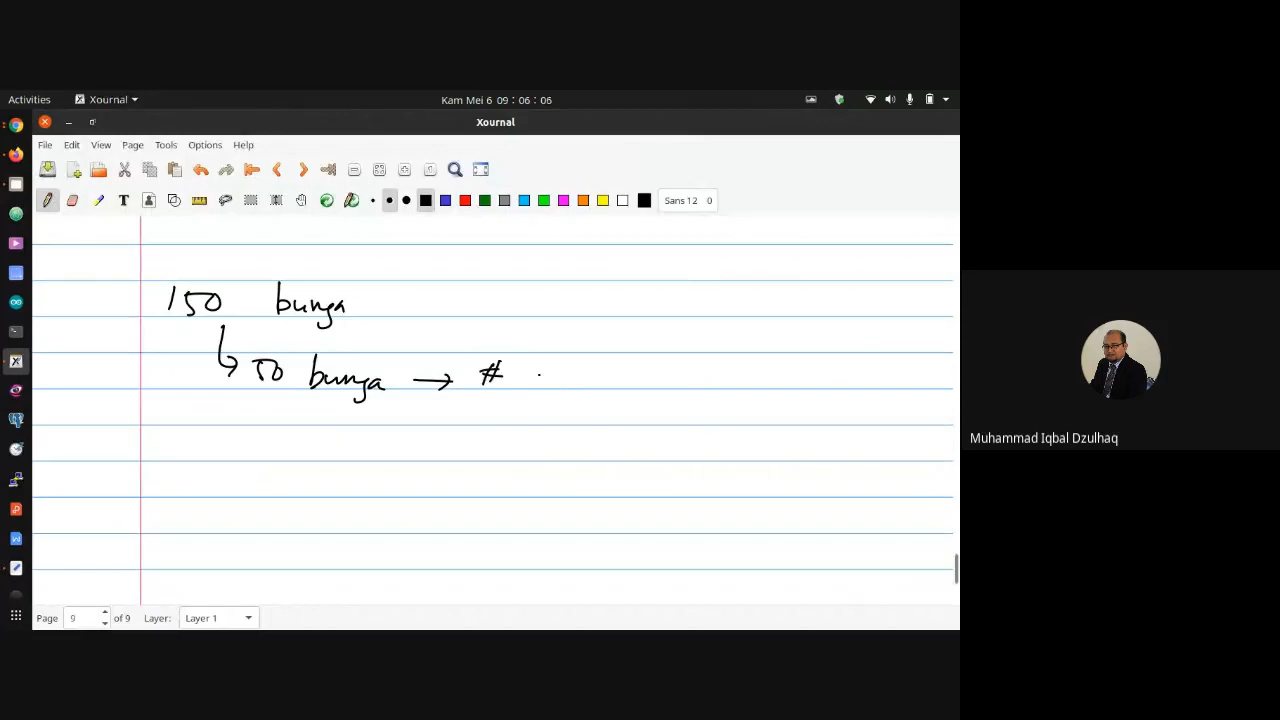 Activities Xournal Kam Mei 6 09:06:06
Xournal
File Edit View Page Tools Options Help
Sans 12 0
150 bunga
50 bunga → #
Muhammad Iqbal Dzulhaq
Page 9 of 9 Layer: Layer 1